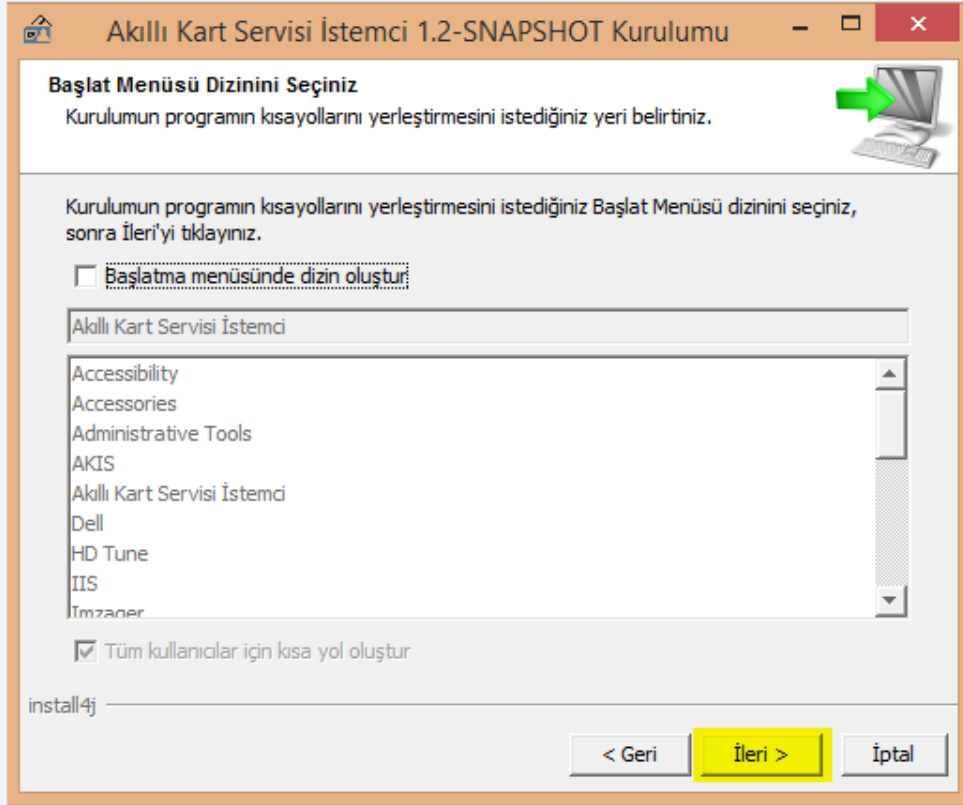 Akıllı Kart Servisi İstemci 1.2-SNAPSHOT Kurulumu
Başlat Menüsü Dizinini Seçiniz
Kurulumun programın kısayollarını yerleştirmesini istediğiniz yeri belirtiniz.
Kurulumun programın kısayollarını yerleştirmesini istediğiniz Başlat Menüsü dizinini seçiniz,
sonra İleri'yi tıklayınız.
Başlatma menüsünde dizin oluştur
Akıllı Kart Servisi İstemci
Accessibility
Accessories
Administrative Tools
AKIS
Akıllı Kart Servisi İstemci
Dell
HD Tune
IIS
Imzager
Tüm kullanıcılar için kısa yol oluştur
install4j
< Geri İleri > İptal